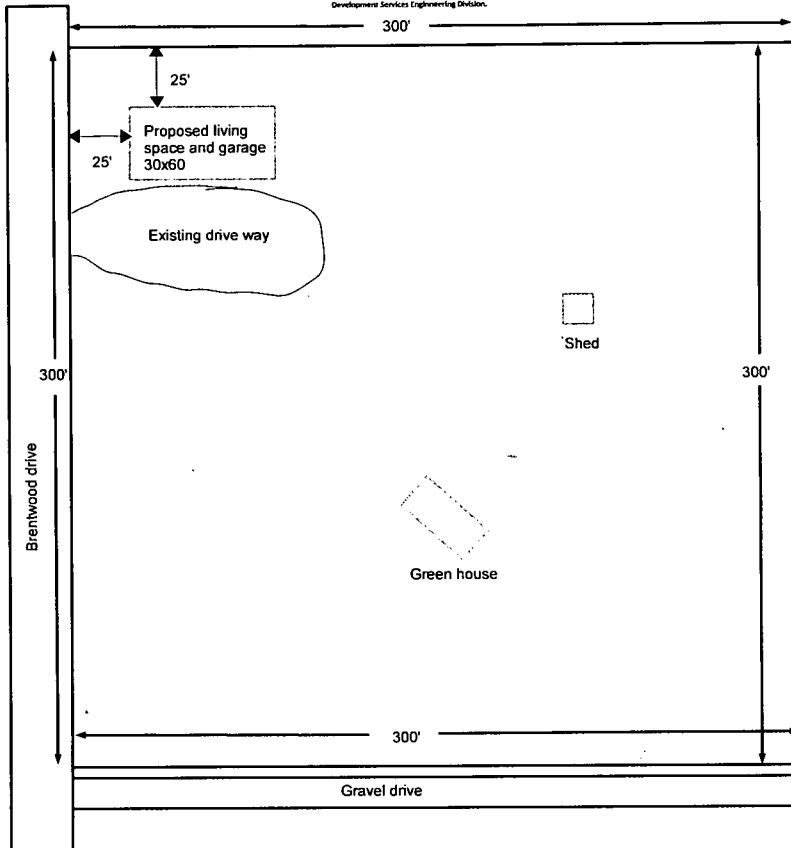 Development Services Engineering Division.
300'
25'
25'
Proposed living
space and garage
30x60
Existing drive way
Shed
300'
300'
Brentwood drive
Green house
300'
Gravel drive